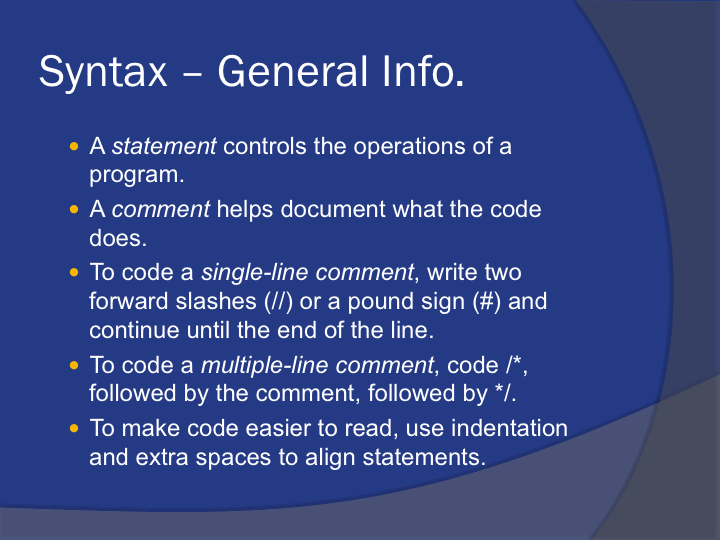 Syntax – General Info.
• A statement controls the operations of a
program.
• A comment helps document what the code
does.
• To code a single-line comment, write two
forward slashes (//) or a pound sign (#) and
continue until the end of the line.
• To code a multiple-line comment, code /*,
followed by the comment, followed by */.
• To make code easier to read, use indentation
and extra spaces to align statements.